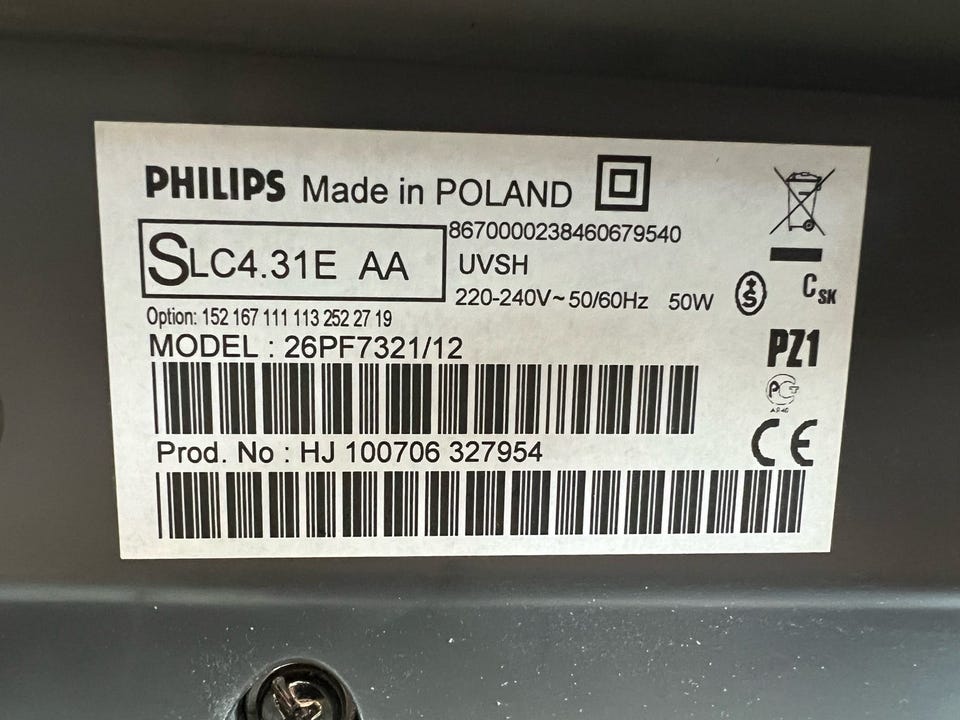 PHILIPS Made in POLAND
8670000238460679540
SLC4.31E AA
UVSH
220-240V~50/60Hz 50W
S
CSK
Option: 152 167 111 113 252 27 19
MODEL : 26PF7321/12
PZ1
PCT
Prod. No : HJ 100706 327954
CE